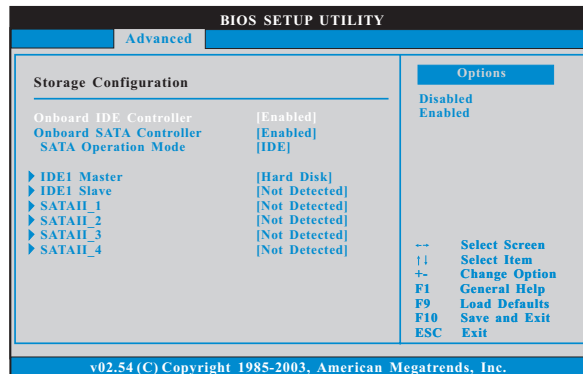 BIOS SETUP UTILITY
Advanced
Storage Configuration
Onboard IDE Controller [Enabled]
Onboard SATA Controller [Enabled]
SATA Operation Mode [IDE]
IDE1 Master [Hard Disk]
IDE1 Slave [Not Detected]
SATAII_1 [Not Detected]
SATAII_2 [Not Detected]
SATAII_3 [Not Detected]
SATAII_4 [Not Detected]
Options
Disabled
Enabled
←→ Select Screen
↑↓ Select Item
+- Change Option
F1 General Help
F9 Load Defaults
F10 Save and Exit
ESC Exit
v02.54 (C) Copyright 1985-2003, American Megatrends, Inc.